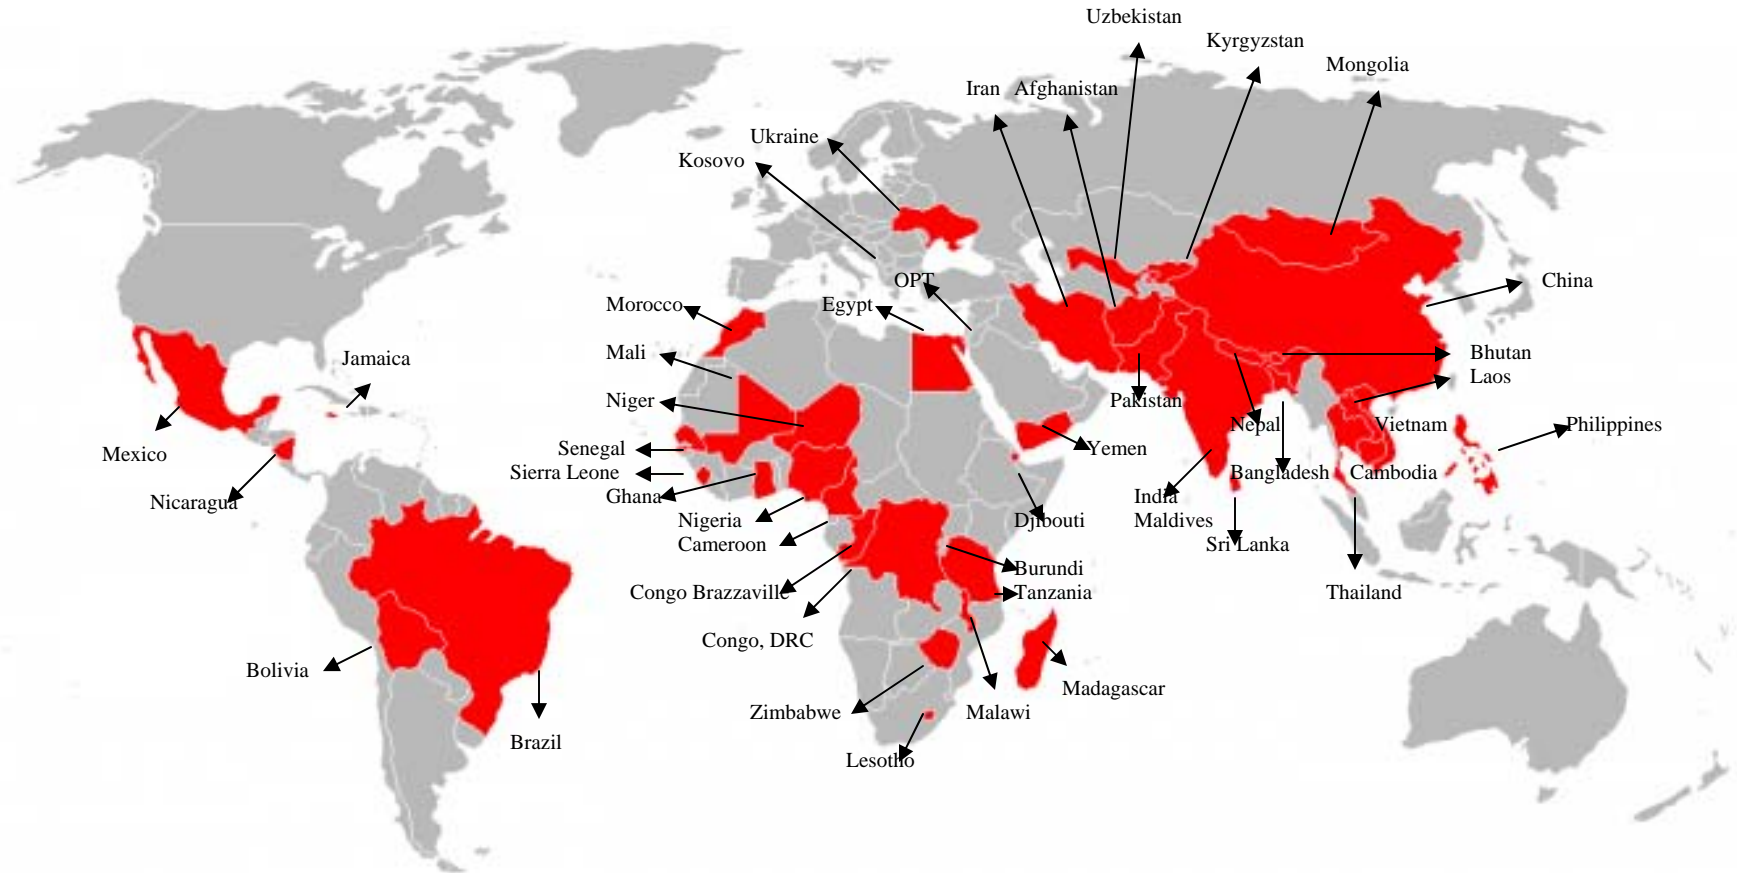 Uzbekistan
Kyrgyzstan
Mongolia
Iran Afghanistan
Ukraine
Kosovo
OPT
China
Morocco
Egypt
Mali
Jamaica
Bhutan
Laos
Niger
Pakistan
Nepal
Vietnam
Philippines
Mexico
Senegal
Yemen
Sierra Leone
Bangladesh
Cambodia
Ghana
India
Nicaragua
Nigeria
Djibouti
Maldives
Cameroon
Sri Lanka
Burundi
Congo Brazzaville
Tanzania
Thailand
Congo, DRC
Bolivia
Madagascar
Zimbabwe
Malawi
Brazil
Lesotho